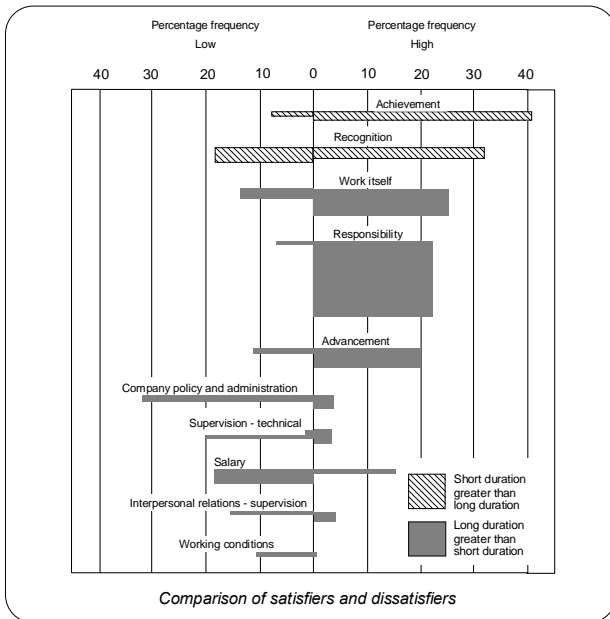 Percentage frequency Percentage frequency
Low High
40 30 20 10 0 10 20 30 40
Achievement
Recognition
Work itself
Responsibility
Advancement
Company policy and administration
Supervision - technical
Salary
Interpersonal relations - supervision
Working conditions
Short duration
greater than
long duration
Long duration
greater than
short duration
Comparison of satisfiers and dissatisfiers